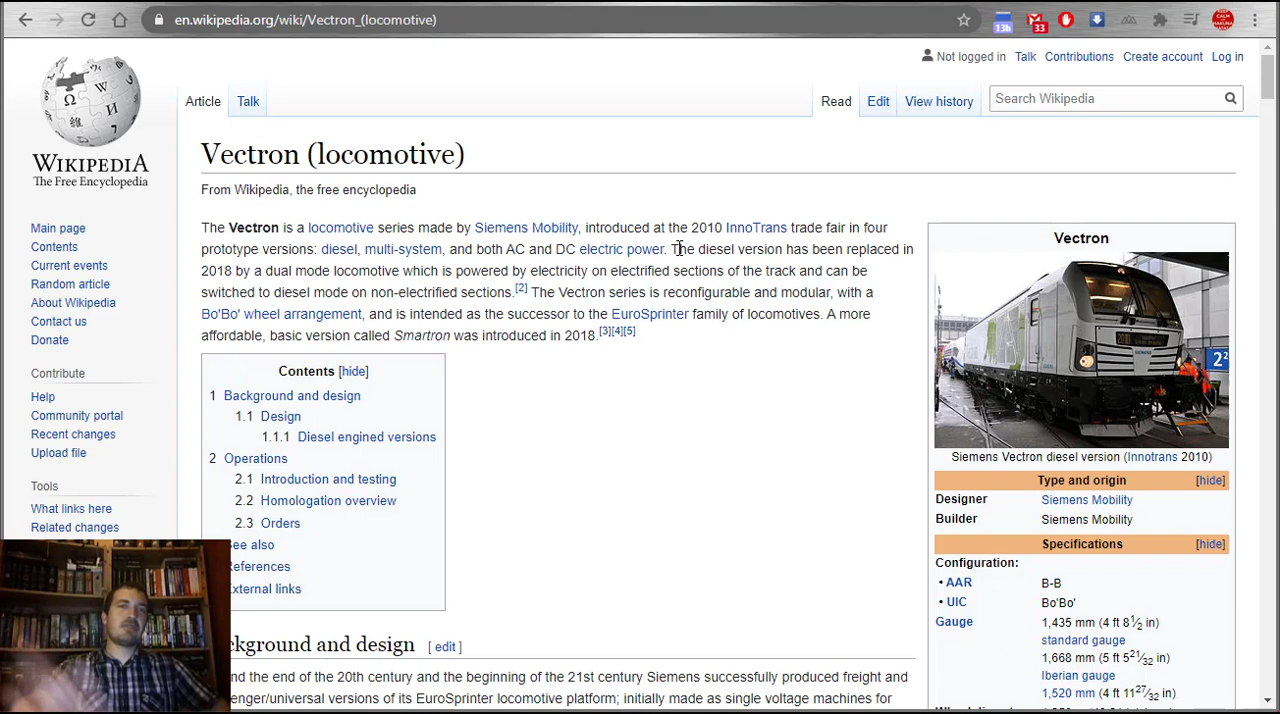 en.wikipedia.org/wiki/Vectron_(locomotive)
13h
33
Not logged in Talk Contributions Create account Log in
Article Talk
Read Edit View history
Search Wikipedia
WIKIPEDIA
The Free Encyclopedia
Main page
Contents
Current events
Random article
About Wikipedia
Contact us
Donate
Contribute
Help
Community portal
Recent changes
Upload file
Tools
What links here
Related changes
Vectron (locomotive)
From Wikipedia, the free encyclopedia
The Vectron is a locomotive series made by Siemens Mobility, introduced at the 2010 InnoTrans trade fair in four
prototype versions: diesel, multi-system, and both AC and DC electric power. The diesel version has been replaced in
2018 by a dual mode locomotive which is powered by electricity on electrified sections of the track and can be
switched to diesel mode on non-electrified sections.[2] The Vectron series is reconfigurable and modular, with a
Bo'Bo' wheel arrangement, and is intended as the successor to the EuroSprinter family of locomotives. A more
affordable, basic version called Smartron was introduced in 2018.[3][4][5]
Contents [hide]
1 Background and design
1.1 Design
1.1.1 Diesel engined versions
2 Operations
2.1 Introduction and testing
2.2 Homologation overview
2.3 Orders
See also
References
External links
ckground and design [ edit ]
nd the end of the 20th century and the beginning of the 21st century Siemens successfully produced freight and
enger/universal versions of its EuroSprinter locomotive platform; initially made as single voltage machines for
Vectron
2²
Siemens Vectron diesel version (Innotrans 2010)
Type and origin [hide]
Designer Siemens Mobility
Builder Siemens Mobility
Specifications [hide]
Configuration:
• AAR B-B
• UIC Bo'Bo'
Gauge 1,435 mm (4 ft 8 1⁄2 in)
standard gauge
1,668 mm (5 ft 5 21⁄32 in)
Iberian gauge
1,520 mm (4 ft 11 27⁄32 in)